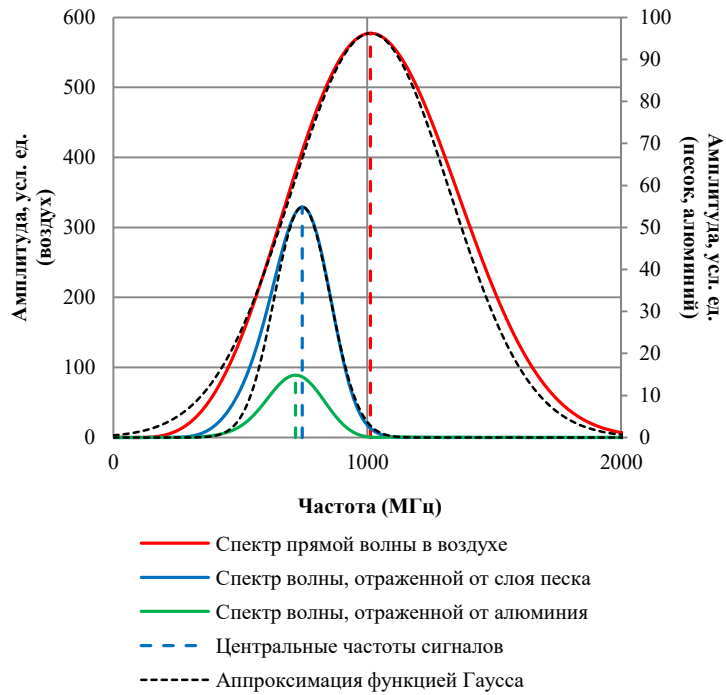 600
500
400
300
200
100
0
Амплитуда, усл. ед.
(воздух)
100
90
80
70
60
50
40
30
20
10
0
Амплитуда, усл. ед.
(песок, алюминий)
0
1000
2000
Частота (МГц)
Спектр прямой волны в воздухе
Спектр волны, отраженной от слоя песка
Спектр волны, отраженной от алюминия
Центральные частоты сигналов
Аппроксимация функцией Гаусса